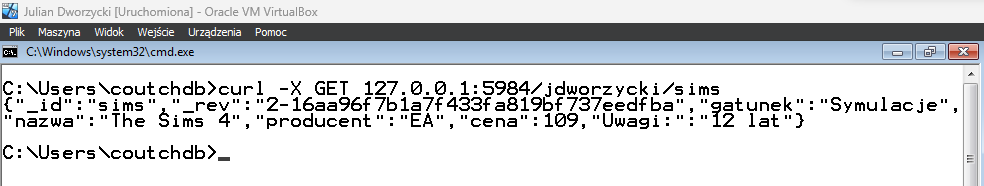 Julian Dworzycki [Uruchomiona] - Oracle VM VirtualBox
Plik Maszyna Widok Wejście Urządzenia Pomoc
C:\Windows\system32\cmd.exe
C:\Users\coutchdb>curl -X GET 127.0.0.1:5984/jdworzycki/sims
{"_id":"sims","_rev":"2-16aa96f7b1a7f433fa819bf737eedfba","gatunek":"Symulacje",
"nazwa":"The Sims 4","producent":"EA","cena":109,"Uwagi:":"12 lat"}
C:\Users\coutchdb>_